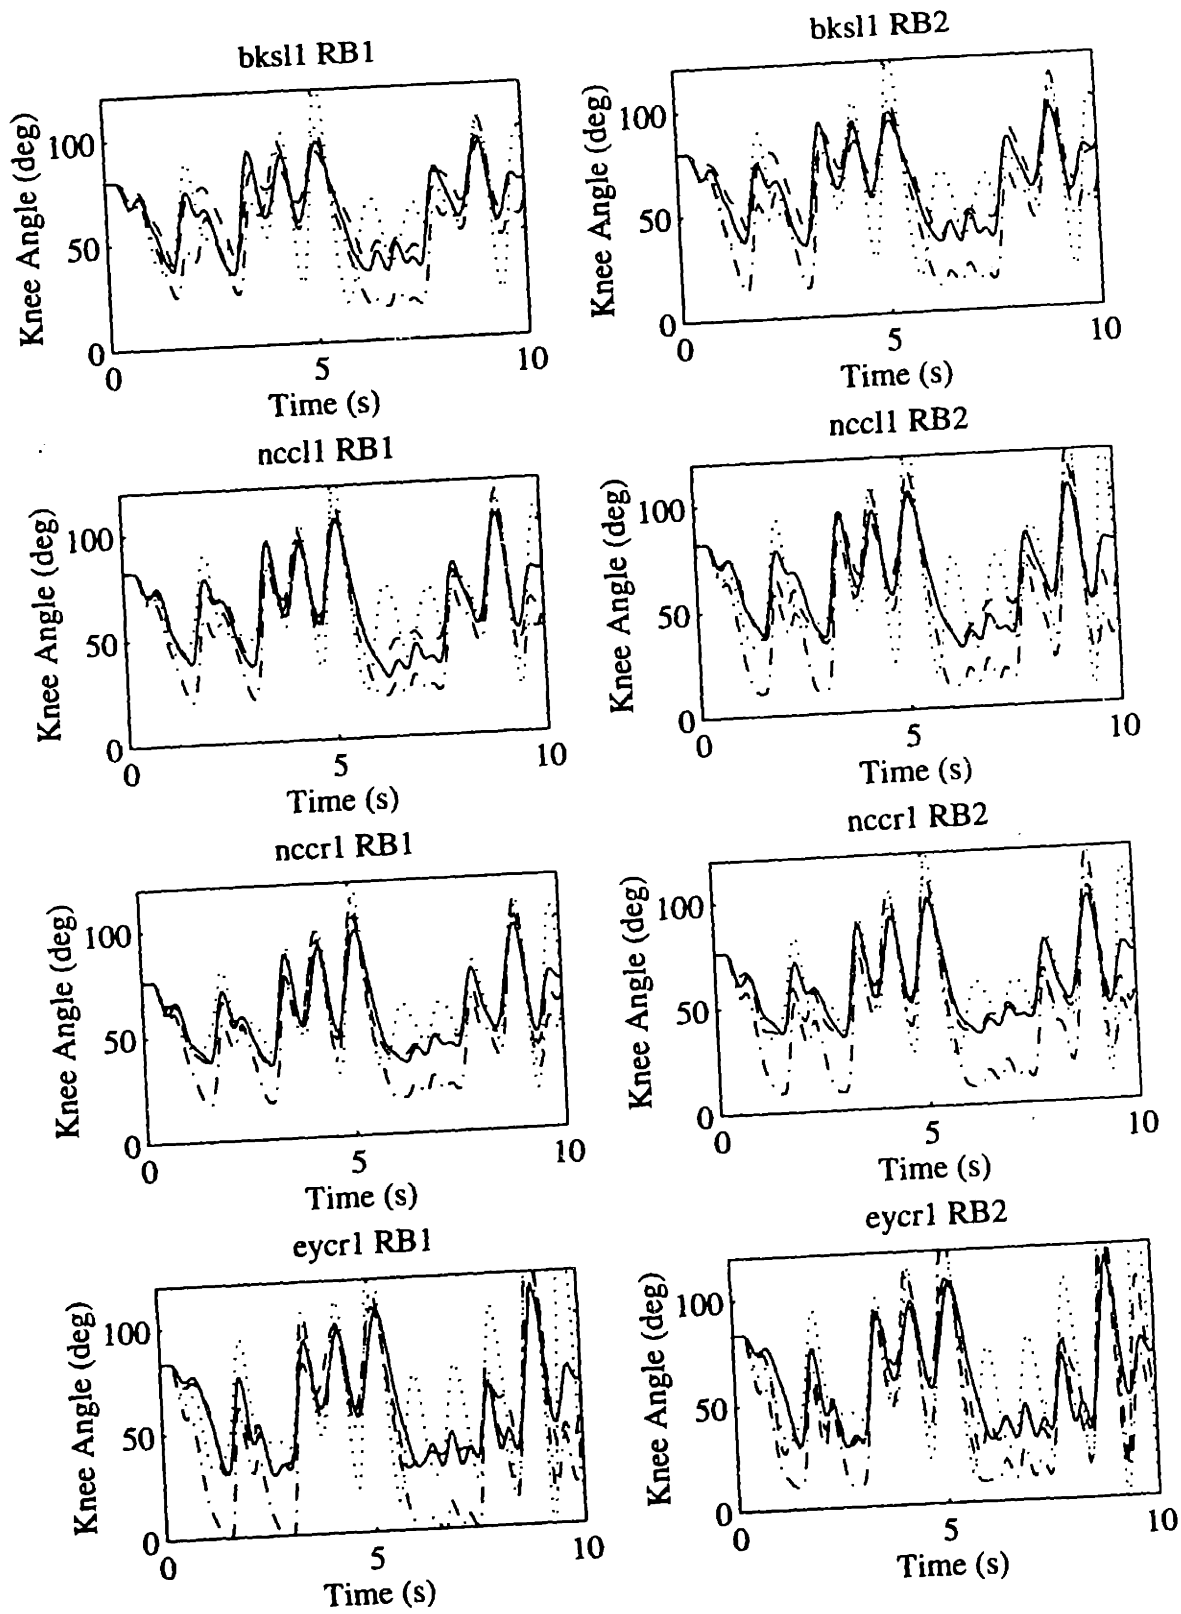 bksl1 RB1
Knee Angle (deg)
100
50
0
0
5
10
Time (s)
bksl1 RB2
Knee Angle (deg)
100
50
0
0
5
10
Time (s)
nccl1 RB1
Knee Angle (deg)
100
50
0
0
5
10
Time (s)
nccl1 RB2
Knee Angle (deg)
100
50
0
0
5
10
Time (s)
nccr1 RB1
Knee Angle (deg)
100
50
0
0
5
10
Time (s)
nccr1 RB2
Knee Angle (deg)
100
50
0
0
5
10
Time (s)
eycr1 RB1
Knee Angle (deg)
100
50
0
0
5
10
Time (s)
eycr1 RB2
Knee Angle (deg)
100
50
0
0
5
10
Time (s)